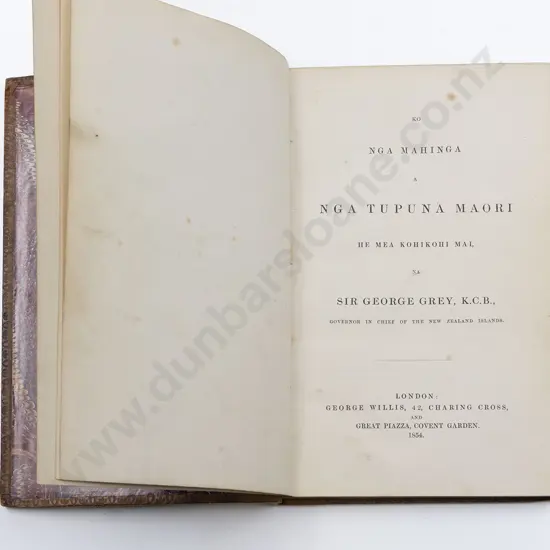 KO
NGA MAHINGA
A
NGA TUPUNA MAORI
HE MEA KOHIKOHI MAI,
NA
SIR GEORGE GREY, K.C.B.,
GOVERNOR IN CHIEF OF THE NEW ZEALAND ISLANDS.
LONDON:
GEORGE WILLIS, 42, CHARING CROSS,
AND
GREAT PIAZZA, COVENT GARDEN.
1854.
www.dunbarsloane.co.nz